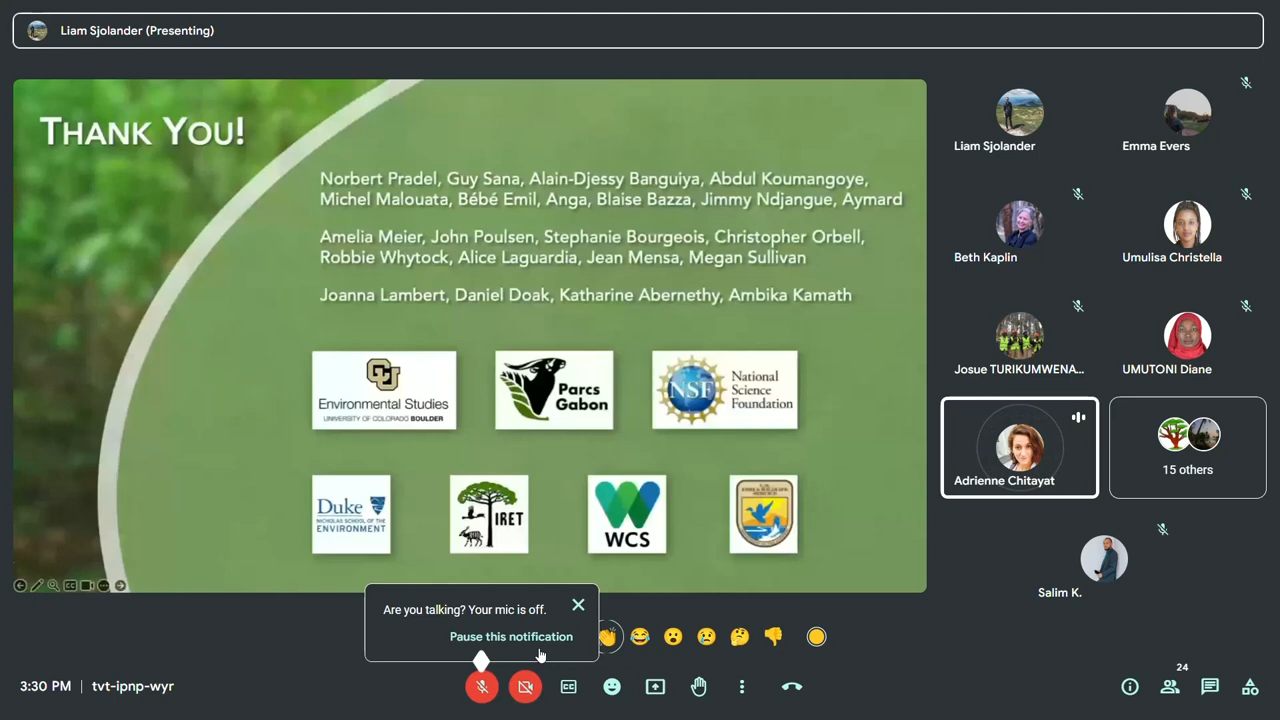 Liam Sjolander (Presenting)
THANK YOU!
Norbert Pradel, Guy Sana, Alain-Djessy Banguiya, Abdul Koumangoye,
Michel Malouata, Bébé Emil, Anga, Blaise Bazza, Jimmy Ndjangue, Aymard
Amelia Meier, John Poulsen, Stephanie Bourgeois, Christopher Orbell,
Robbie Whytock, Alice Laguardia, Jean Mensa, Megan Sullivan
Joanna Lambert, Daniel Doak, Katharine Abernethy, Ambika Kamath
CU
Environmental Studies
UNIVERSITY OF COLORADO BOULDER
Parcs
Gabon
NSF
National
Science
Foundation
Duke
NICHOLAS SCHOOL OF THE
ENVIRONMENT
IRET
WCS
Liam Sjolander
Emma Evers
Beth Kaplin
Umulisa Christella
Josue TURIKUMWENA...
UMUTONI Diane
Adrienne Chitayat
15 others
Salim K.
Are you talking? Your mic is off.
Pause this notification
3:30 PM | tvt-ipnp-wyr
24